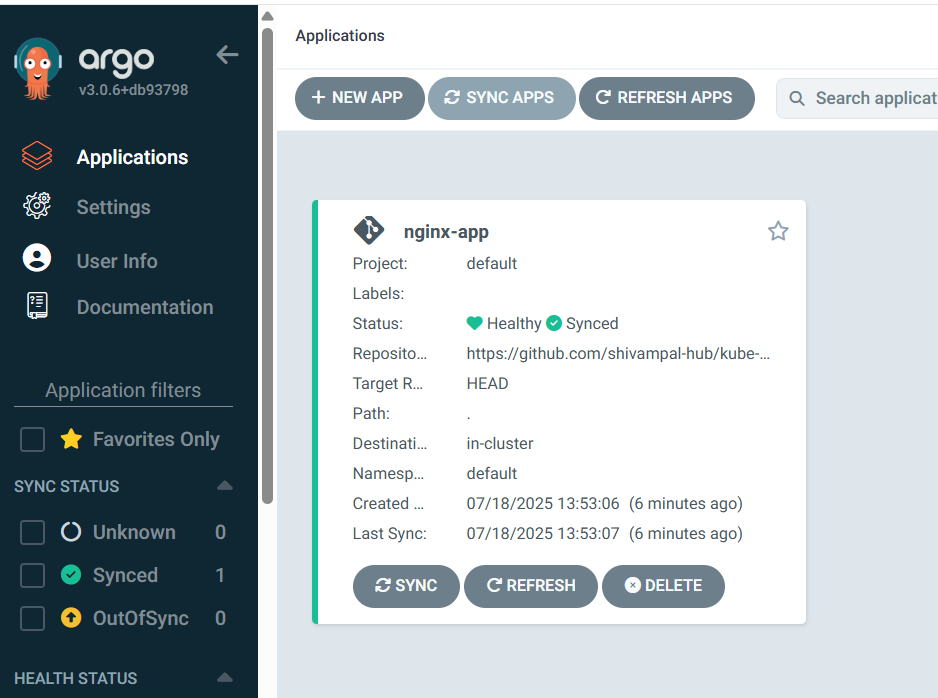 argo
v3.0.6+db93798
Applications
Settings
User Info
Documentation
Application filters
Favorites Only
SYNC STATUS
Unknown 0
Synced 1
OutOfSync 0
HEALTH STATUS
Applications
+ NEW APP SYNC APPS REFRESH APPS Search applicat
nginx-app
Project: default
Labels:
Status: Healthy Synced
Reposito... https://github.com/shivampal-hub/kube-...
Target R... HEAD
Path: .
Destinati... in-cluster
Namesp... default
Created ... 07/18/2025 13:53:06 (6 minutes ago)
Last Sync: 07/18/2025 13:53:07 (6 minutes ago)
SYNC REFRESH DELETE